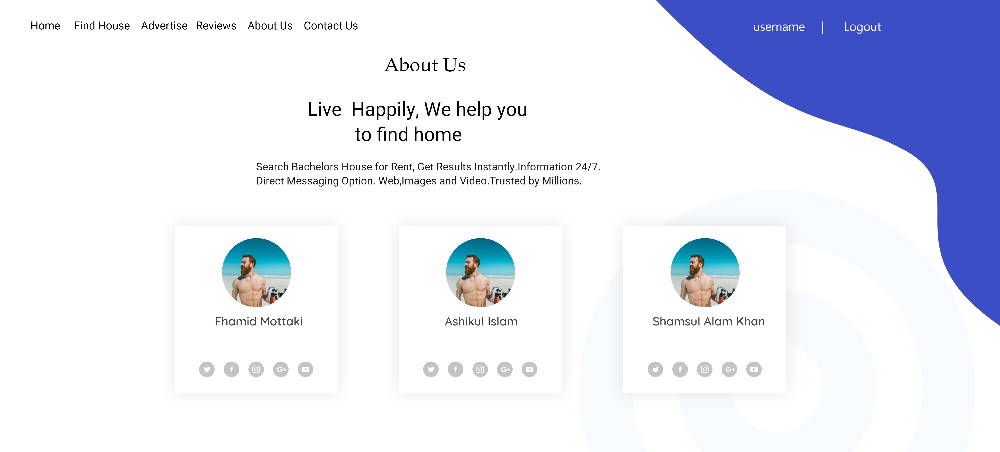 Home Find House Advertise Reviews About Us Contact Us username | Logout
About Us
Live Happily, We help you
to find home
Search Bachelors House for Rent, Get Results Instantly.Information 24/7.
Direct Messaging Option. Web,Images and Video.Trusted by Millions.
Fhamid Mottaki
Ashikul Islam
Shamsul Alam Khan